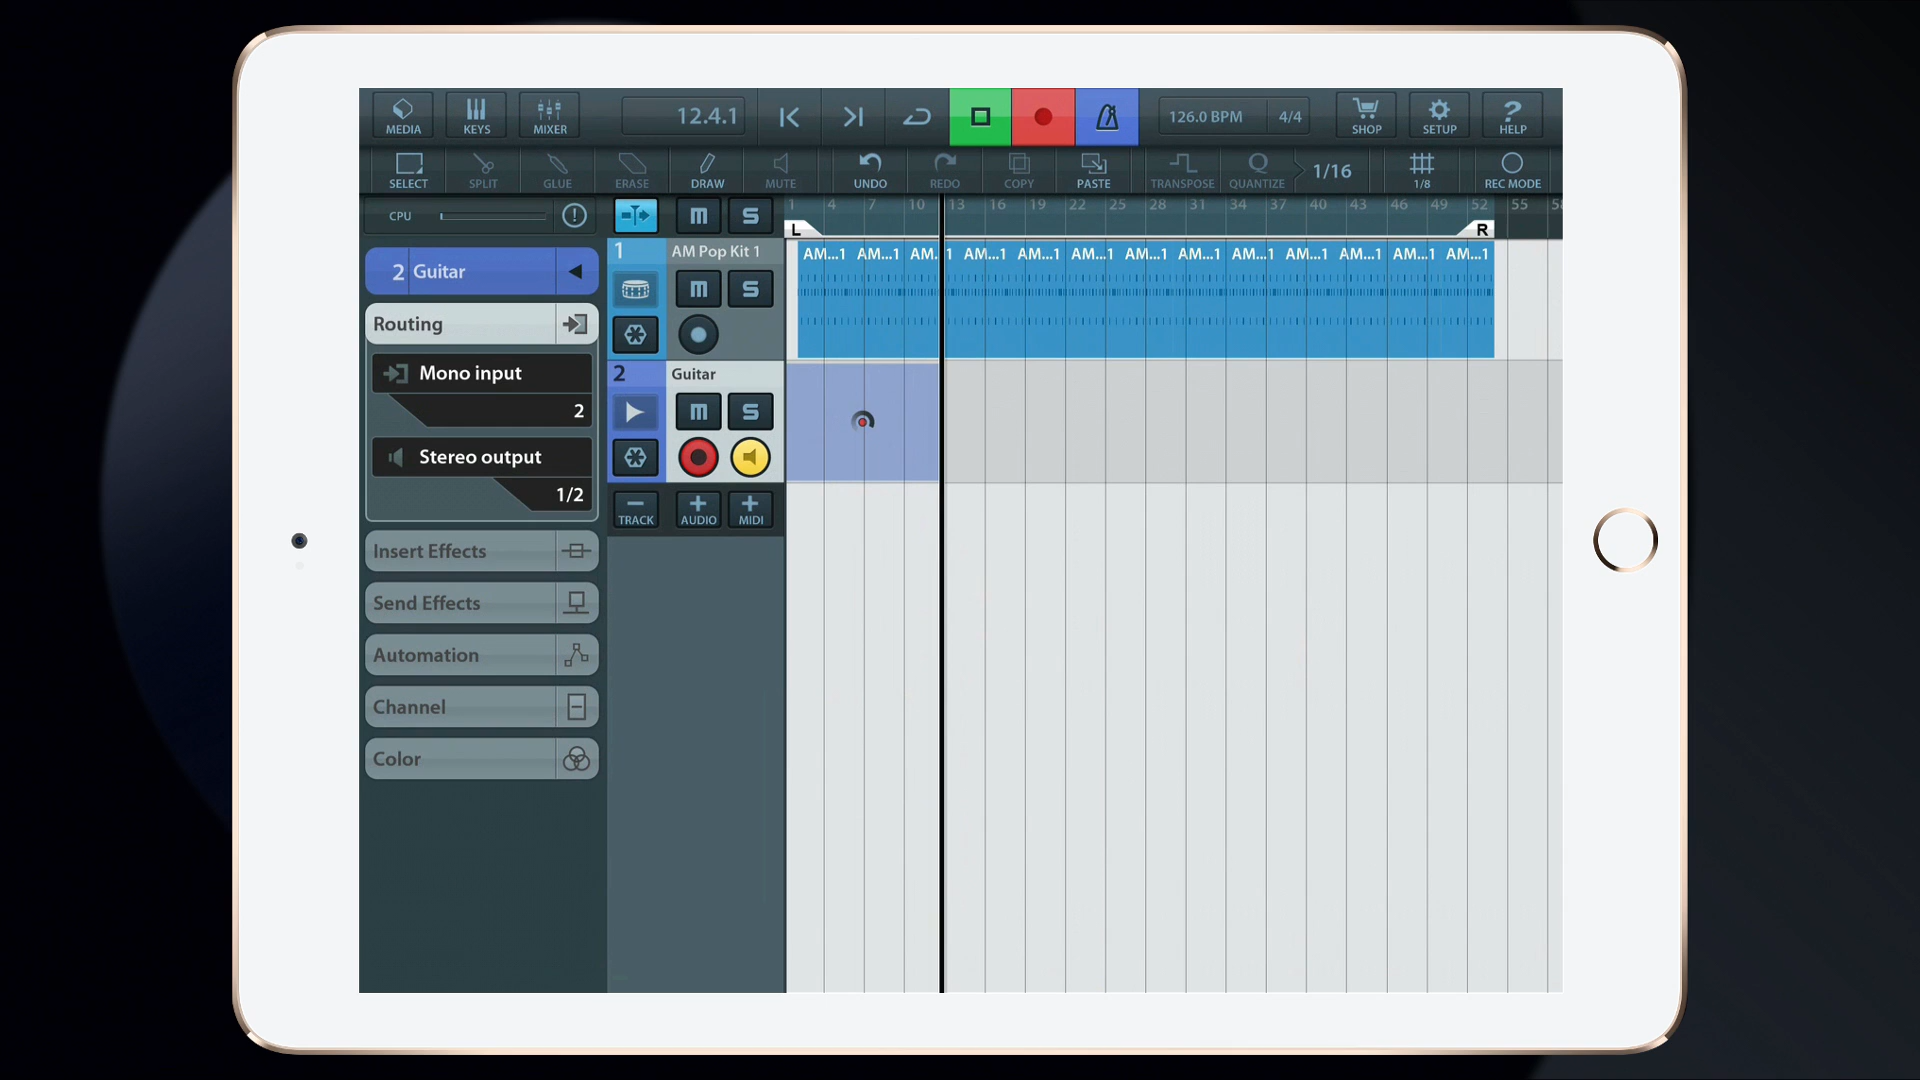 MEDIA
KEYS
MIXER
12.4.1
126.0 BPM
4/4
SHOP
SETUP
?
HELP
SELECT
SPLIT
GLUE
ERASE
DRAW
MUTE
UNDO
REDO
COPY
PASTE
TRANSPOSE
Q
QUANTIZE
1/16
1/8
REC MODE
CPU
!
m S
1 4 7 10 13 16 19 22 25 28 31 34 37 40 43 46 49 52 55 58
L
R
2 Guitar
Routing
Mono input
2
Stereo output
1/2
Insert Effects
Send Effects
Automation
Channel
Color
1
AM Pop Kit 1
m S
AM...1 AM...1 AM...1 AM...1 AM...1 AM...1 AM...1 AM...1 AM...1 AM...1 AM...1 AM...1 AM...1
2
Guitar
m S
TRACK
AUDIO
MIDI